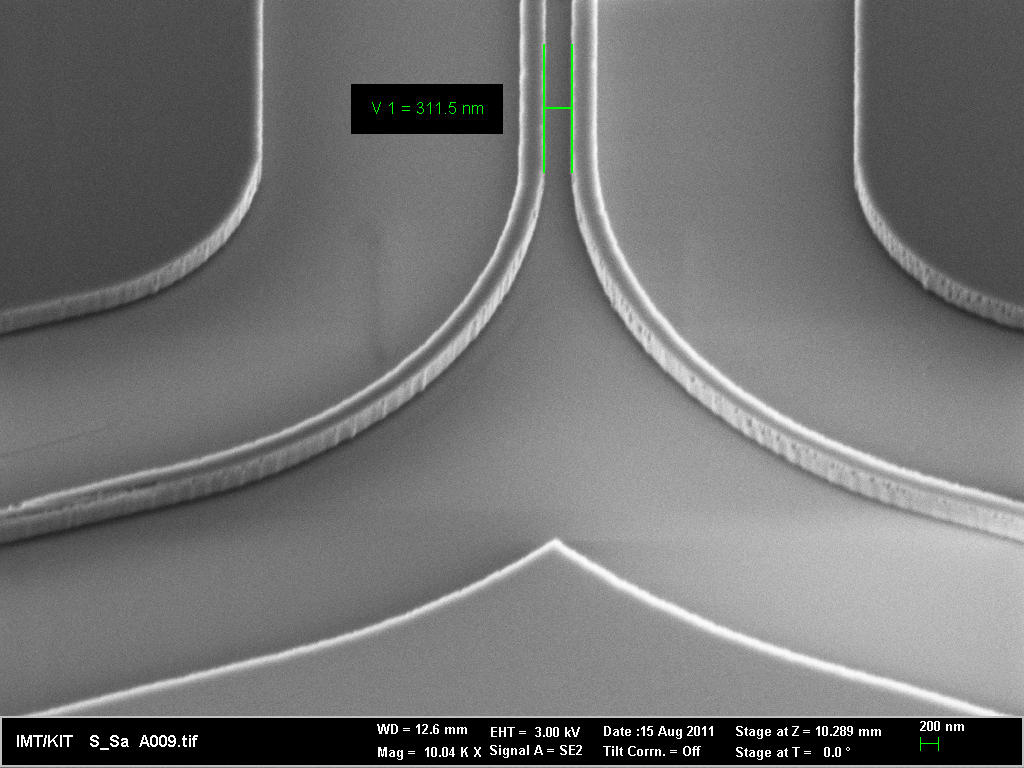 V 1 = 311.5 nm
IMT/KIT S_Sa A009.tif
WD = 12.6 mm EHT = 3.00 kV Date :15 Aug 2011 Stage at Z = 10.289 mm 200 nm
Mag = 10.04 K X Signal A = SE2 Tilt Corrn. = Off Stage at T = 0.0 °